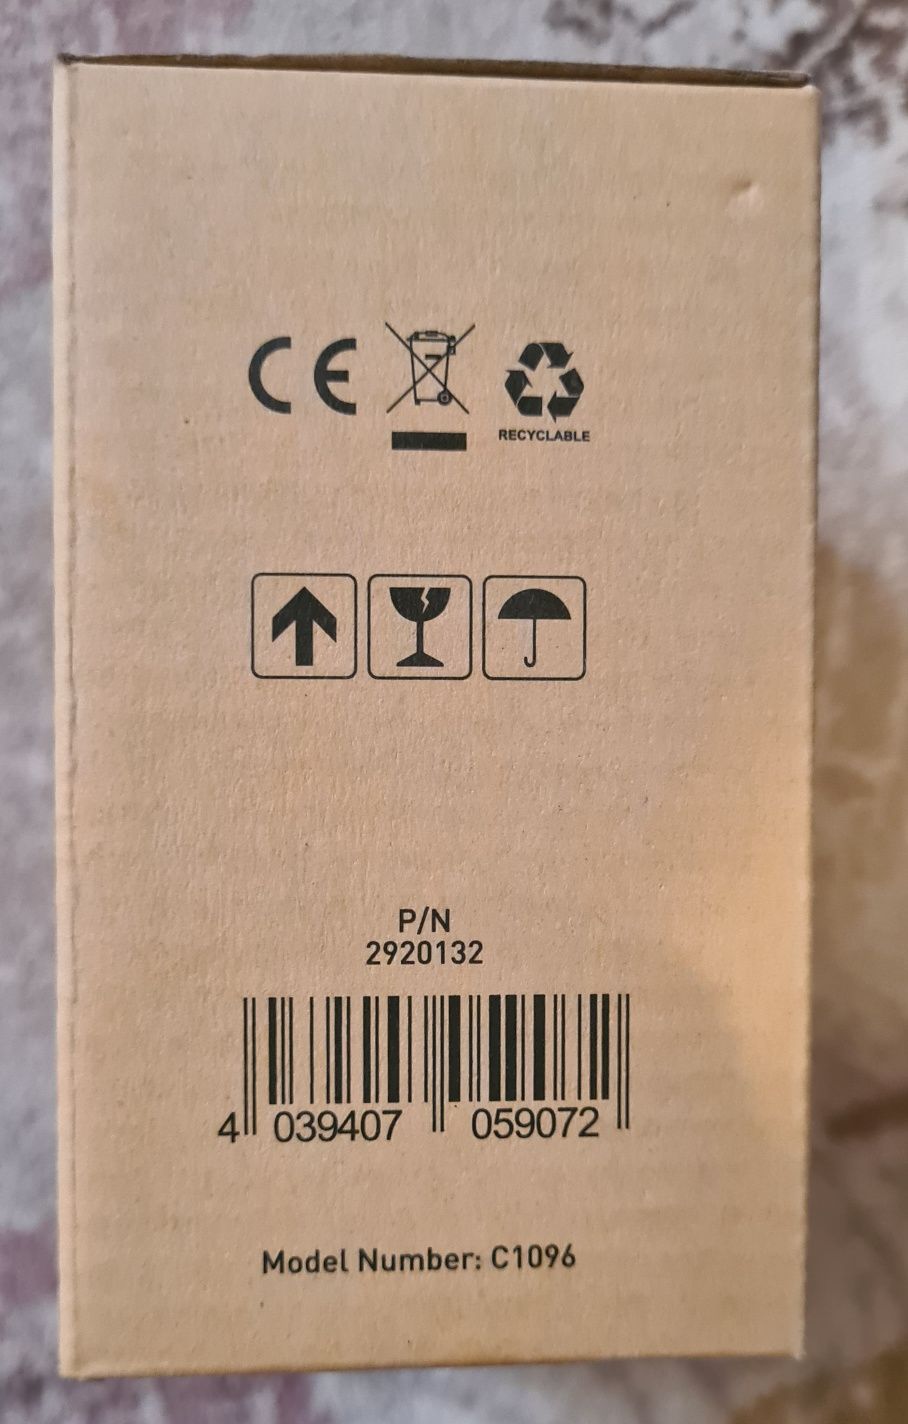 CE
RECYCLABLE
P/N
2920132
4 039407 059072
Model Number: C1096